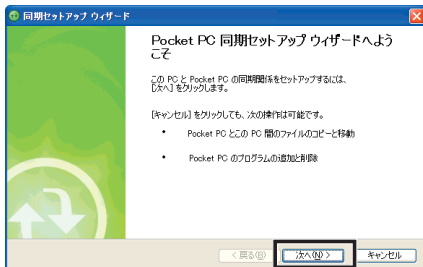 同期セットアップ ウィザード
Pocket PC 同期セットアップ ウィザードへよう
こそ
この PC と Pocket PC の同期関係をセットアップするには、
[次へ] をクリックします。
[キャンセル] をクリックしても、次の操作は可能です。
• Pocket PC とこの PC 間のファイルのコピーと移動
• Pocket PC のプログラムの追加と削除
< 戻る(B)
次へ(N) >
キャンセル